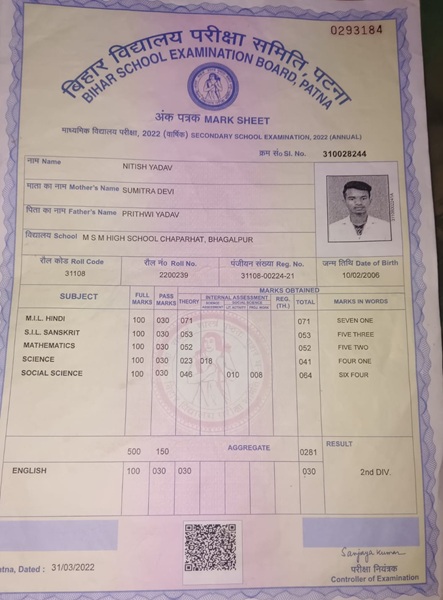 0293184
बिहार विद्यालय परीक्षा समिति, पटना
BIHAR SCHOOL EXAMINATION BOARD, PATNA
अंक पत्रक MARK SHEET
माध्यमिक विद्यालय परीक्षा, 2022 (वार्षिक) SECONDARY SCHOOL EXAMINATION, 2022 (ANNUAL)
क्रम सं० Sl. No. 310028244
नाम Name NITISH YADAV
माता का नाम Mother's Name SUMITRA DEVI
पिता का नाम Father's Name PRITHWI YADAV
विद्यालय School M S M HIGH SCHOOL CHAPARHAT, BHAGALPUR
रौल कोड Roll Code रौल नं० Roll No. पंजीयन संख्या Reg. No. जन्म तिथि Date of Birth
31108 2200239 31108-00224-21 10/02/2006
MARKS OBTAINED
SUBJECT FULL MARKS PASS MARKS THEORY INTERNAL ASSESSMENT REG. (TH.) TOTAL MARKS IN WORDS
M.I.L. HINDI 100 030 071 071 SEVEN ONE
S.I.L. SANSKRIT 100 030 053 053 FIVE THREE
MATHEMATICS 100 030 052 052 FIVE TWO
SCIENCE 100 030 023 018 041 FOUR ONE
SOCIAL SCIENCE 100 030 046 010 008 064 SIX FOUR
500 150 AGGREGATE 0281 RESULT
ENGLISH 100 030 030 030 2nd DIV.
tna, Dated : 31/03/2022
Sanjaya Kumar
परीक्षा नियंत्रक
Controller of Examination